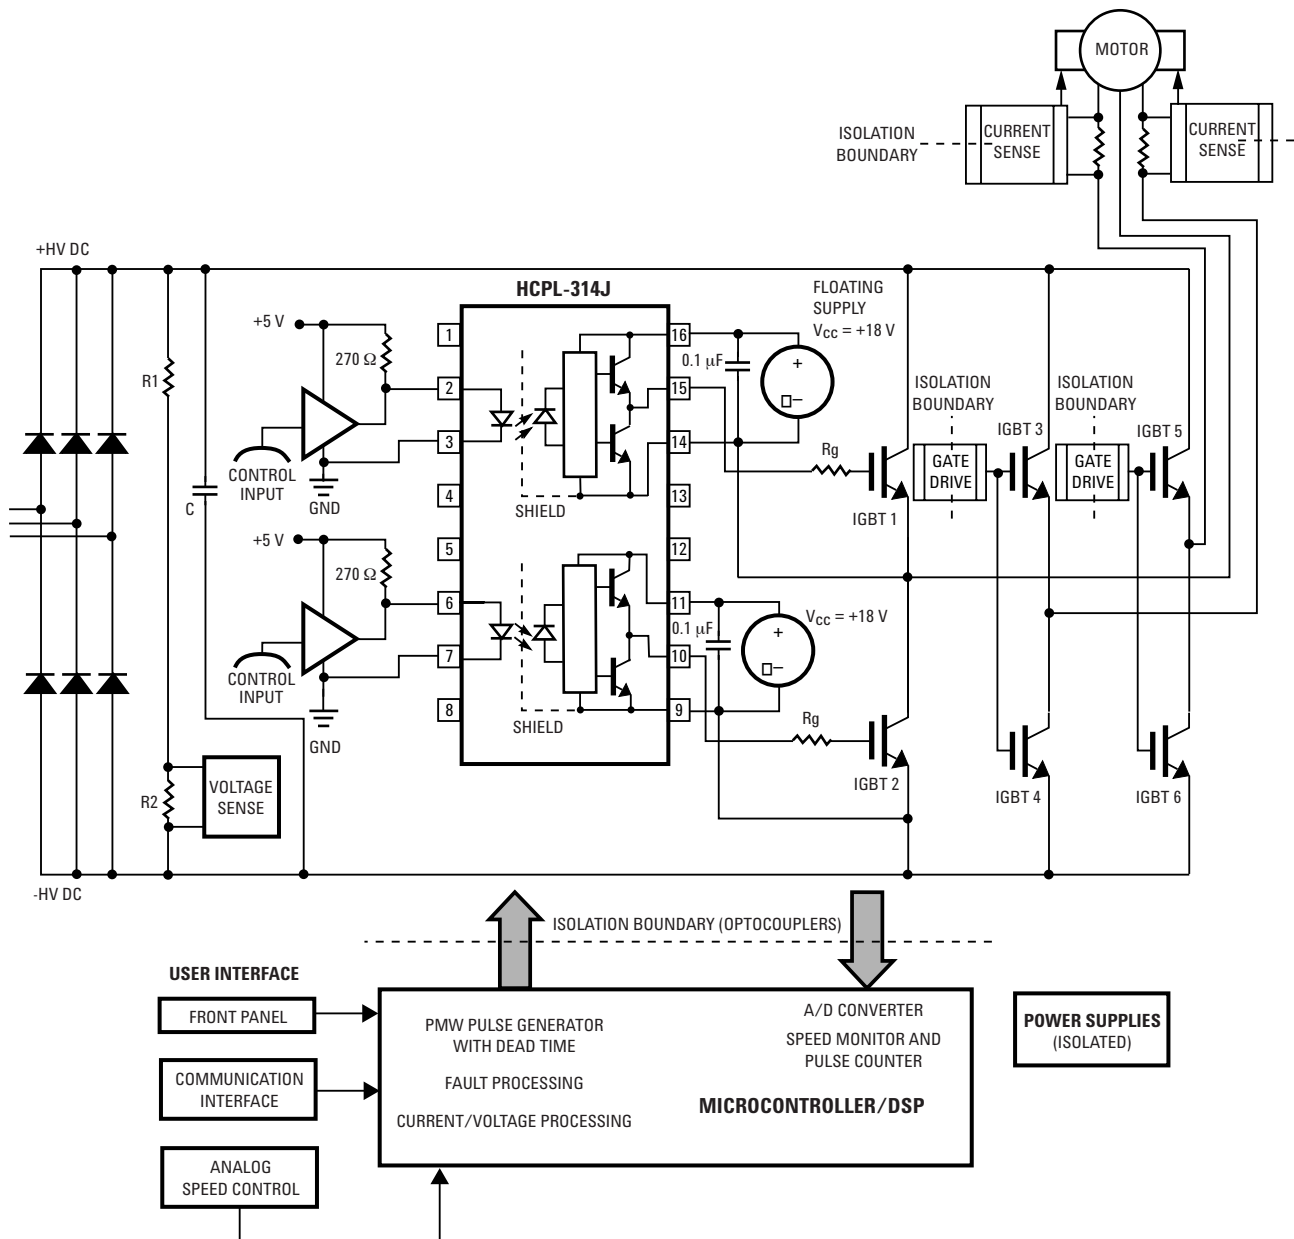 MOTOR
CURRENT
SENSE
CURRENT
SENSE
ISOLATION
BOUNDARY
+HV DC
HCPL-314J
FLOATING
SUPPLY
VCC = +18 V
+5 V
270 Ω
1
2
3
4
5
6
7
8
16
15
14
13
12
11
10
9
0.1 µF
+
−
R1
CONTROL
INPUT
GND
SHIELD
C
Rg
IGBT 1
ISOLATION
BOUNDARY
GATE
DRIVE
IGBT 3
ISOLATION
BOUNDARY
GATE
DRIVE
IGBT 5
+5 V
270 Ω
CONTROL
INPUT
GND
SHIELD
0.1 µF
VCC = +18 V
+
−
Rg
IGBT 2
IGBT 4
IGBT 6
R2
VOLTAGE
SENSE
-HV DC
ISOLATION BOUNDARY (OPTOCOUPLERS)
USER INTERFACE
FRONT PANEL
COMMUNICATION
INTERFACE
ANALOG
SPEED CONTROL
PMW PULSE GENERATOR
WITH DEAD TIME
FAULT PROCESSING
CURRENT/VOLTAGE PROCESSING
A/D CONVERTER
SPEED MONITOR AND
PULSE COUNTER
MICROCONTROLLER/DSP
POWER SUPPLIES
(ISOLATED)